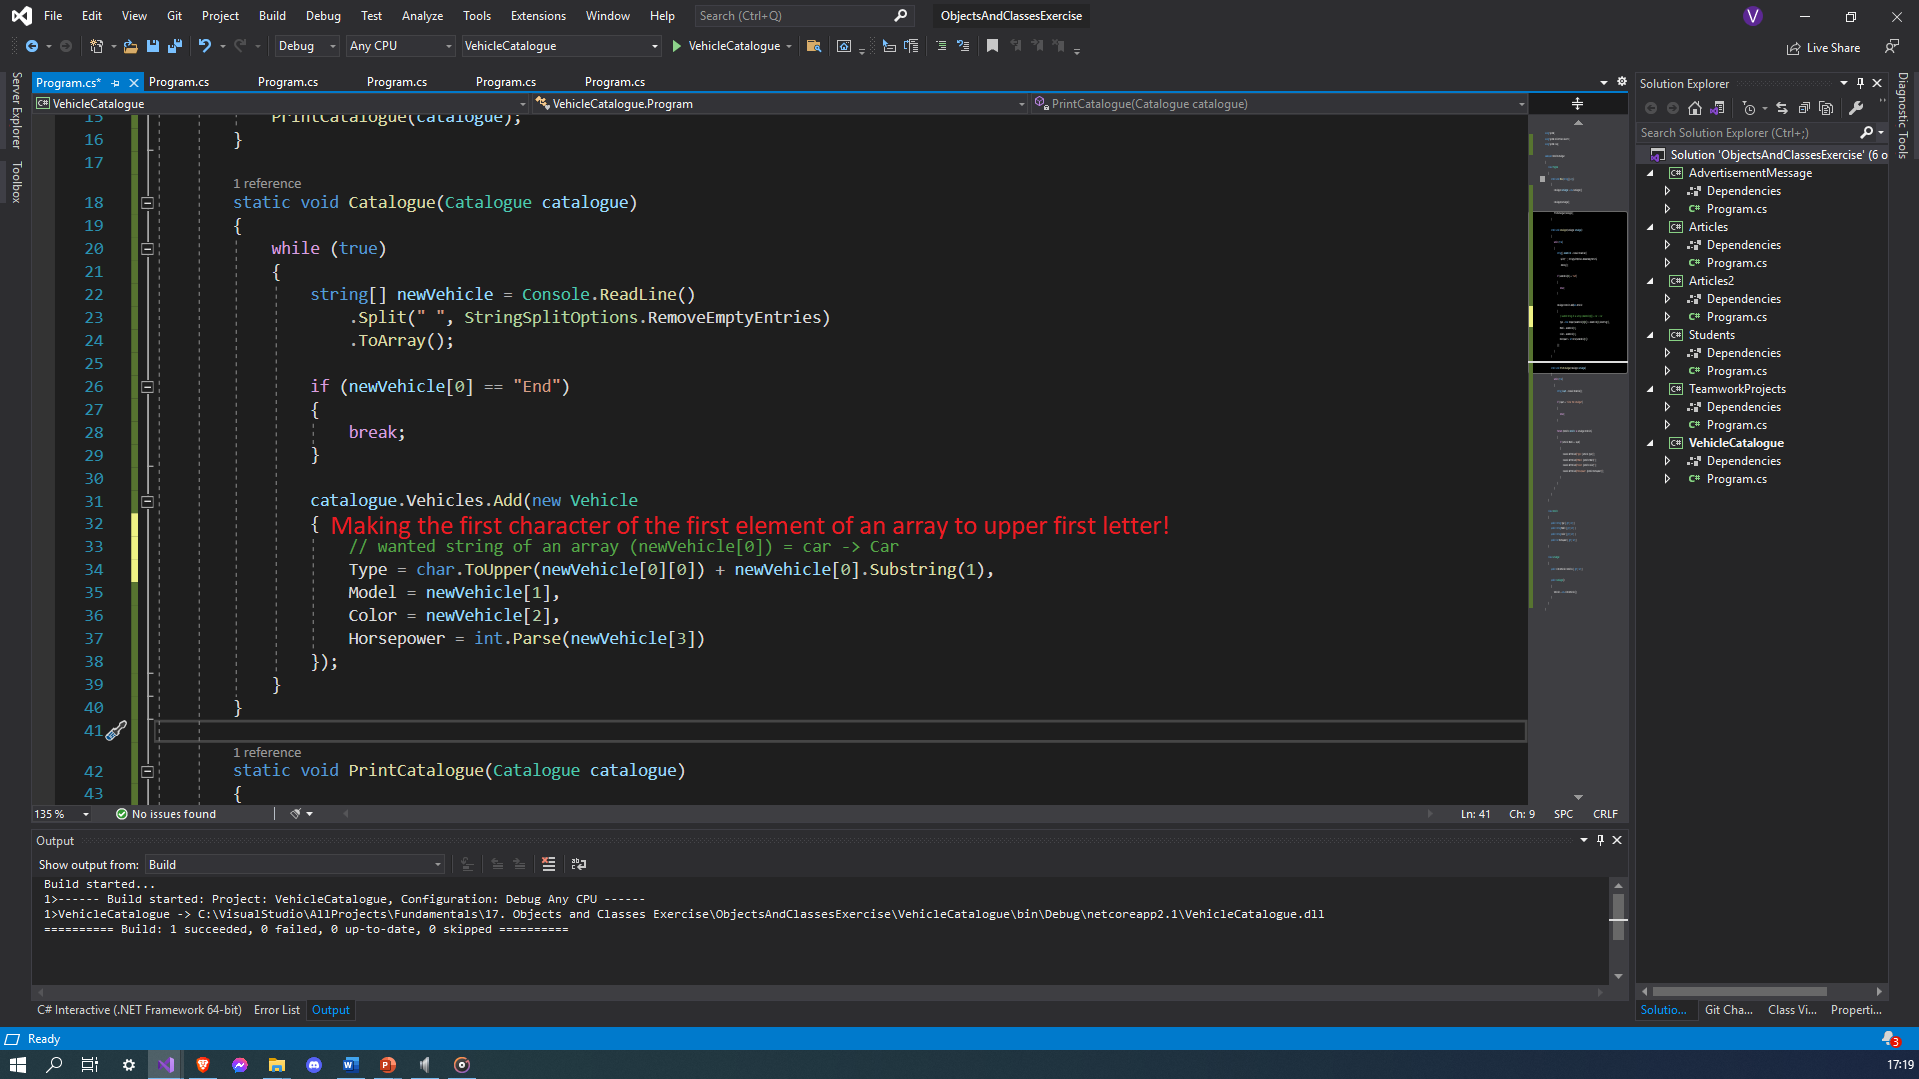 File Edit View Git Project Build Debug Test Analyze Tools Extensions Window Help Search (Ctrl+Q) ObjectsAndClassesExercise V
Debug Any CPU VehicleCatalogue VehicleCatalogue Live Share
Server Explorer
Toolbox
Program.cs* Program.cs Program.cs Program.cs Program.cs Program.cs
VehicleCatalogue VehicleCatalogue.Program PrintCatalogue(Catalogue catalogue)
15 PrintCatalogue(catalogue);
16 }
17
1 reference
18 static void Catalogue(Catalogue catalogue)
19 {
20 while (true)
21 {
22 string[] newVehicle = Console.ReadLine()
23 .Split(" ", StringSplitOptions.RemoveEmptyEntries)
24 .ToArray();
25
26 if (newVehicle[0] == "End")
27 {
28 break;
29 }
30
31 catalogue.Vehicles.Add(new Vehicle
32 { Making the first character of the first element of an array to upper first letter!
33 // wanted string of an array (newVehicle[0]) = car -> Car
34 Type = char.ToUpper(newVehicle[0][0]) + newVehicle[0].Substring(1),
35 Model = newVehicle[1],
36 Color = newVehicle[2],
37 Horsepower = int.Parse(newVehicle[3])
38 });
39 }
40 }
41
1 reference
42 static void PrintCatalogue(Catalogue catalogue)
43 {
135 % No issues found Ln: 41 Ch: 9 SPC CRLF
Output
Show output from: Build
Build started...
1>------ Build started: Project: VehicleCatalogue, Configuration: Debug Any CPU ------
1>VehicleCatalogue -> C:\VisualStudio\AllProjects\Fundamentals\17. Objects and Classes Exercise\ObjectsAndClassesExercise\VehicleCatalogue\bin\Debug\netcoreapp2.1\VehicleCatalogue.dll
========== Build: 1 succeeded, 0 failed, 0 up-to-date, 0 skipped ==========
C# Interactive (.NET Framework 64-bit) Error List Output
Solution Explorer
Search Solution Explorer (Ctrl+;)
Solution 'ObjectsAndClassesExercise' (6 o
C# AdvertisementMessage
Dependencies
C# Program.cs
C# Articles
Dependencies
C# Program.cs
C# Articles2
Dependencies
C# Program.cs
C# Students
Dependencies
C# Program.cs
C# TeamworkProjects
Dependencies
C# Program.cs
C# VehicleCatalogue
Dependencies
C# Program.cs
Solutio... Git Cha... Class Vi... Properti...
Diagnostic Tools
Ready 3
17:19